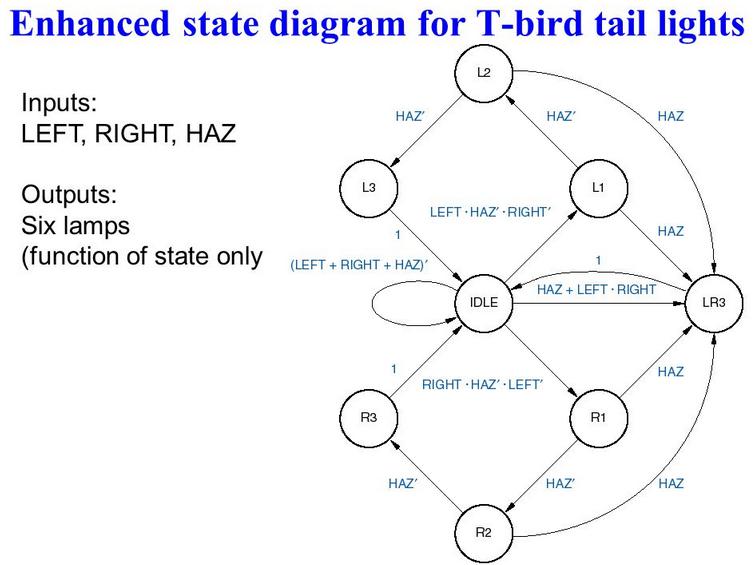 Enhanced state diagram for T-bird tail lights
Inputs:
LEFT, RIGHT, HAZ
Outputs:
Six lamps
(function of state only
L2
HAZ′
HAZ′
HAZ
L3
L1
LEFT · HAZ′ · RIGHT′
1
HAZ
(LEFT + RIGHT + HAZ)′
1
IDLE
HAZ + LEFT · RIGHT
LR3
1
RIGHT · HAZ′ · LEFT′
HAZ
R3
R1
HAZ′
HAZ′
HAZ
R2